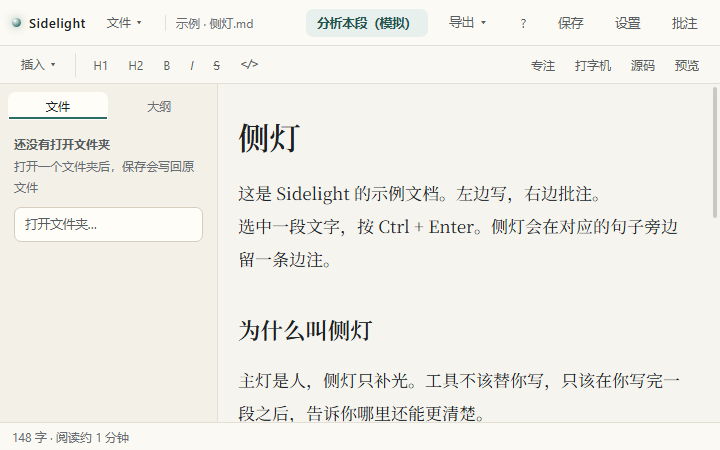 Sidelight 文件 示例 · 侧灯.md 分析本段（模拟） 导出 ? 保存 设置 批注
插入 H1 H2 B I S </> 专注 打字机 源码 预览
文件 大纲
还没有打开文件夹
打开一个文件夹后，保存会写回原
文件
打开文件夹...
侧灯
这是 Sidelight 的示例文档。左边写，右边批注。
选中一段文字，按 Ctrl + Enter。侧灯会在对应的句子旁边
留一条边注。
为什么叫侧灯
主灯是人，侧灯只补光。工具不该替你写，只该在你写完一
段之后，告诉你哪里还能更清楚。
148 字 · 阅读约 1 分钟